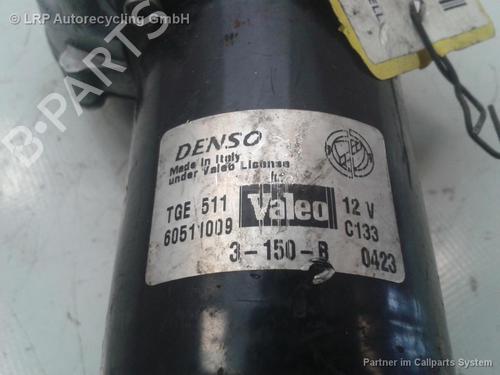 © LRP Autorecycling GmbH
B-PARTS
DENSO
Made in Italy
under Valeo License
TGE 511 Valeo 12 V
60511009 C133
3-150-B 0423
Partner im Callparts System